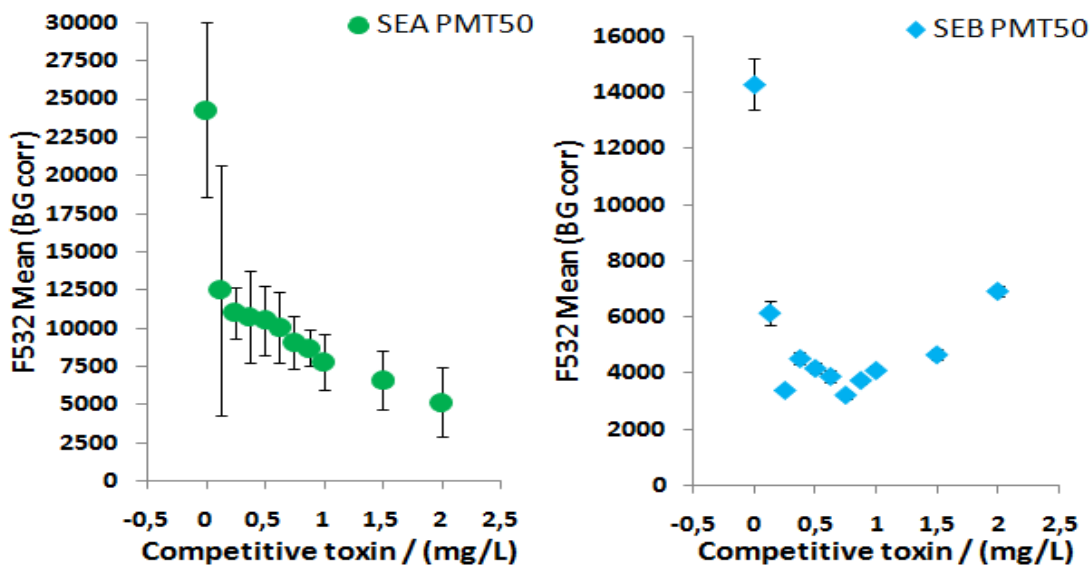 SEA PMT50
30000
27500
25000
22500
20000
17500
15000
12500
10000
7500
5000
2500
0
F532 Mean (BG corr)
-0,5 0 0,5 1 1,5 2 2,5
Competitive toxin / (mg/L)
SEB PMT50
16000
14000
12000
10000
8000
6000
4000
2000
0
F532 Mean (BG corr)
-0,5 0 0,5 1 1,5 2 2,5
Competitive toxin / (mg/L)